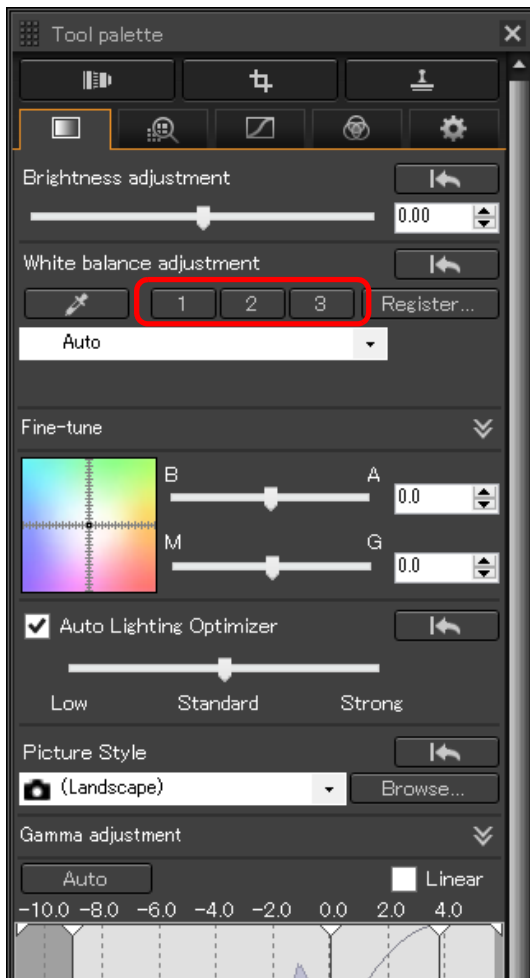 Tool palette
Brightness adjustment
0.00
White balance adjustment
1 2 3 Register...
Auto
Fine-tune
B A
0.0
M G
0.0
Auto Lighting Optimizer
Low Standard Strong
Picture Style
(Landscape) Browse...
Gamma adjustment
Auto Linear
-10.0 -8.0 -6.0 -4.0 -2.0 0.0 2.0 4.0